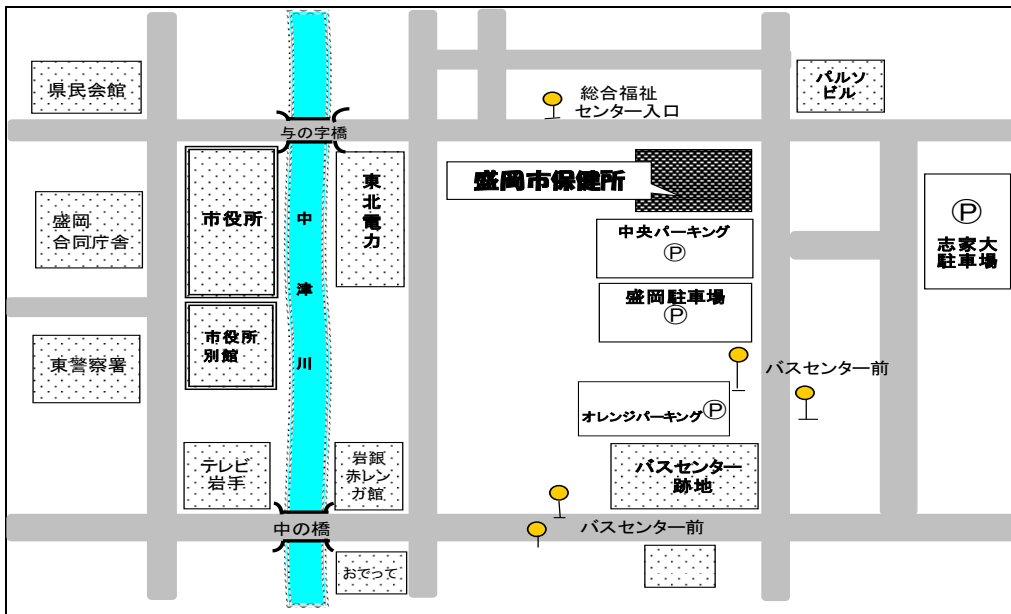 県民会館
総合福祉
センター入口
パルソ
ビル
与の字橋
盛岡市保健所
市役所
東北電力
中津川
盛岡
合同庁舎
中央パーキング
Ⓟ
Ⓟ
志家大
駐車場
盛岡駐車場
Ⓟ
市役所
別館
東警察署
バスセンター前
オレンジパーキング Ⓟ
テレビ
岩手
岩銀
赤レン
ガ館
バスセンター
跡地
中の橋
バスセンター前
おでって